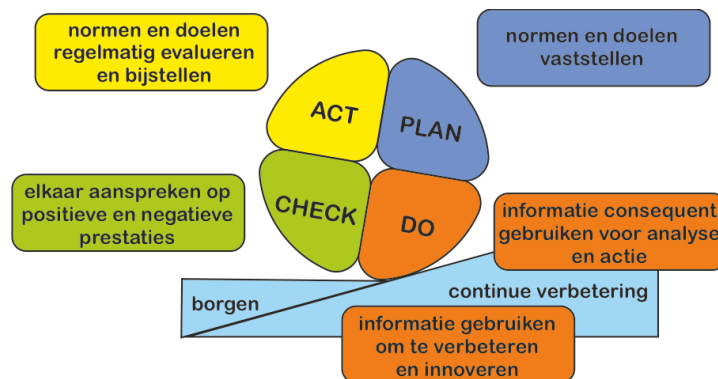 normen en doelen
regelmatig evalueren
en bijstellen
normen en doelen
vaststellen
ACT
PLAN
CHECK
DO
elkaar aanspreken op
positieve en negatieve
prestaties
informatie consequent
gebruiken voor analyse
en actie
borgen
continue verbetering
informatie gebruiken
om te verbeteren
en innoveren